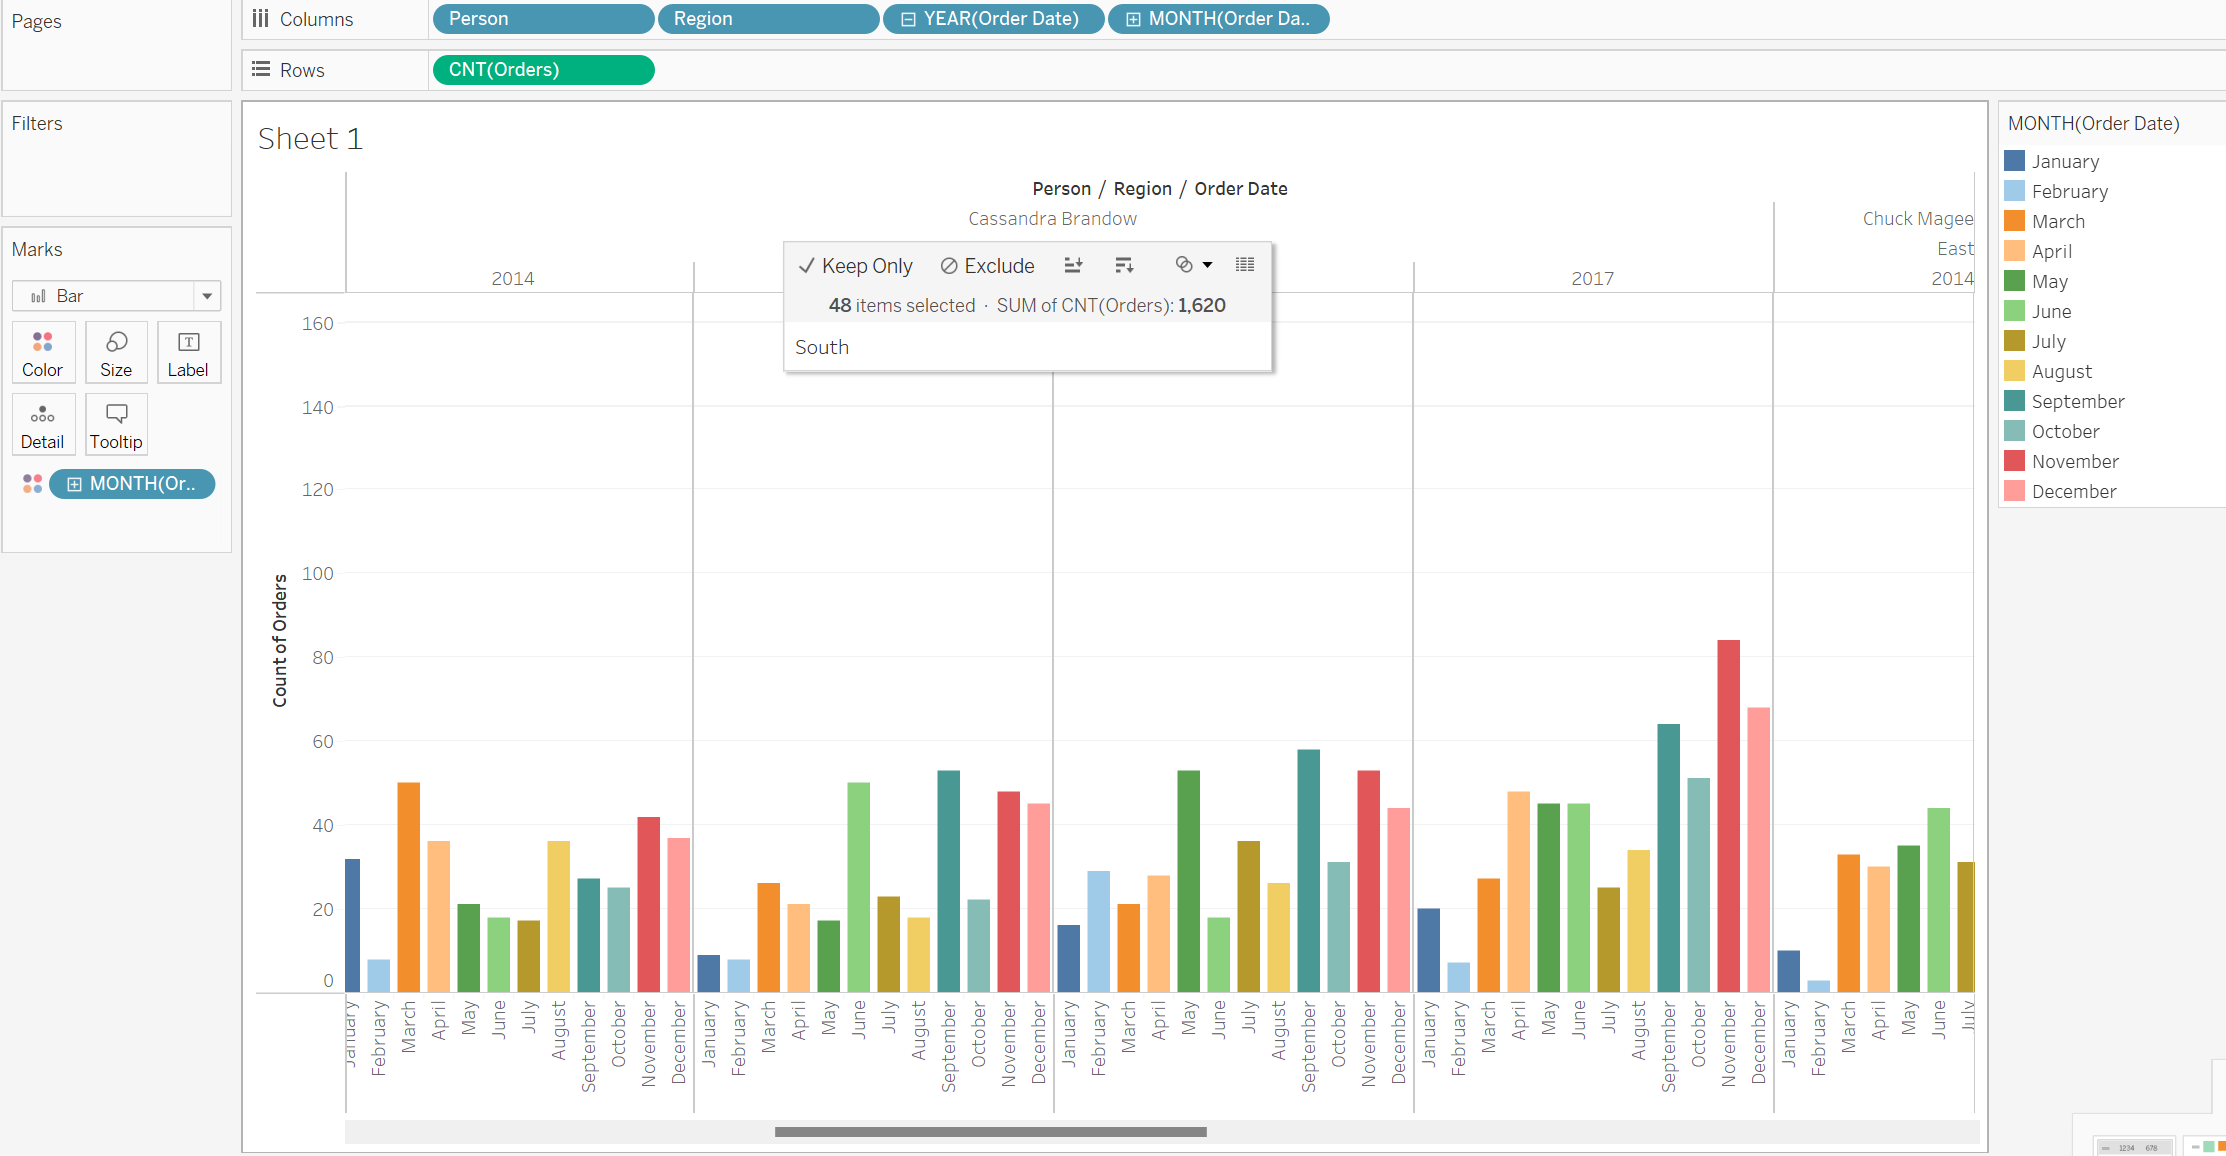 Pages
Columns
Person
Region
YEAR(Order Date)
MONTH(Order Da..
Rows
CNT(Orders)
Filters
Marks
Bar
Color
Size
Label
Detail
Tooltip
MONTH(Or..
Sheet 1
Person / Region / Order Date
Cassandra Brandow
Chuck Magee
East
2014
2017
2014
Keep Only
Exclude
48 items selected · SUM of CNT(Orders): 1,620
South
Count of Orders
160
140
120
100
80
60
40
20
0
January February March April May June July August September October November December
January February March April May June July August September October November December
January February March April May June July August September October November December
January February March April May June July August September October November December
January February March April May June July
MONTH(Order Date)
January
February
March
April
May
June
July
August
September
October
November
December
1234 678